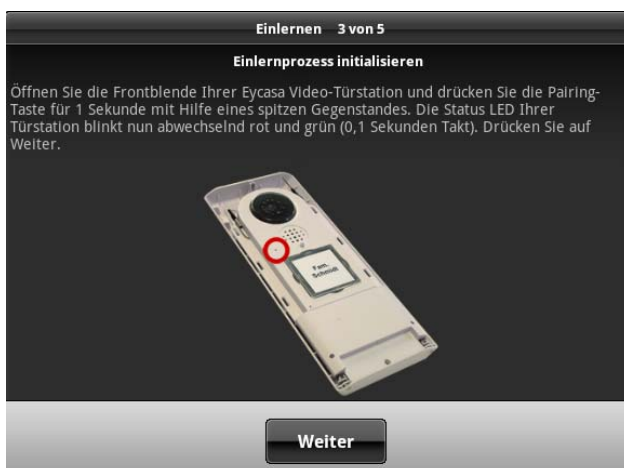 Einlernen 3 von 5
Einlernprozess initialisieren
Öffnen Sie die Frontblende Ihrer Eycasa Video-Türstation und drücken Sie die Pairing-
Taste für 1 Sekunde mit Hilfe eines spitzen Gegenstandes. Die Status LED Ihrer
Türstation blinkt nun abwechselnd rot und grün (0,1 Sekunden Takt). Drücken Sie auf
Weiter.
Fam.
Schmidt
Weiter